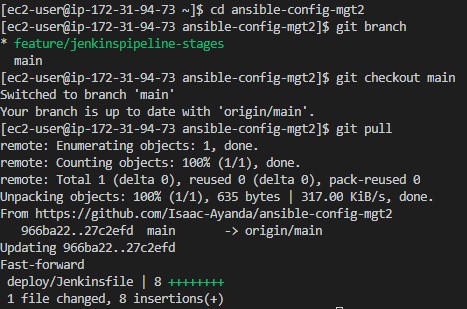 [ec2-user@ip-172-31-94-73 ~]$ cd ansible-config-mgt2
[ec2-user@ip-172-31-94-73 ansible-config-mgt2]$ git branch
* feature/jenkinspipeline-stages
  main
[ec2-user@ip-172-31-94-73 ansible-config-mgt2]$ git checkout main
Switched to branch 'main'
Your branch is up to date with 'origin/main'.
[ec2-user@ip-172-31-94-73 ansible-config-mgt2]$ git pull
remote: Enumerating objects: 1, done.
remote: Counting objects: 100% (1/1), done.
remote: Total 1 (delta 0), reused 0 (delta 0), pack-reused 0
Unpacking objects: 100% (1/1), 635 bytes | 317.00 KiB/s, done.
From https://github.com/Isaac-Ayanda/ansible-config-mgt2
   966ba22..27c2efd  main       -> origin/main
Updating 966ba22..27c2efd
Fast-forward
 deploy/Jenkinsfile | 8 ++++++++
 1 file changed, 8 insertions(+)